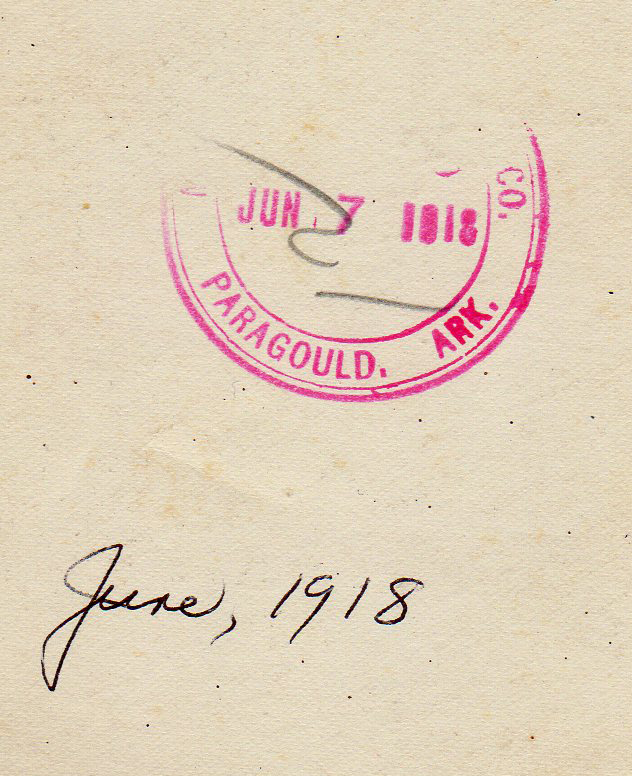 CO.
JUN 7 1918
PARAGOULD, ARK.
June, 1918